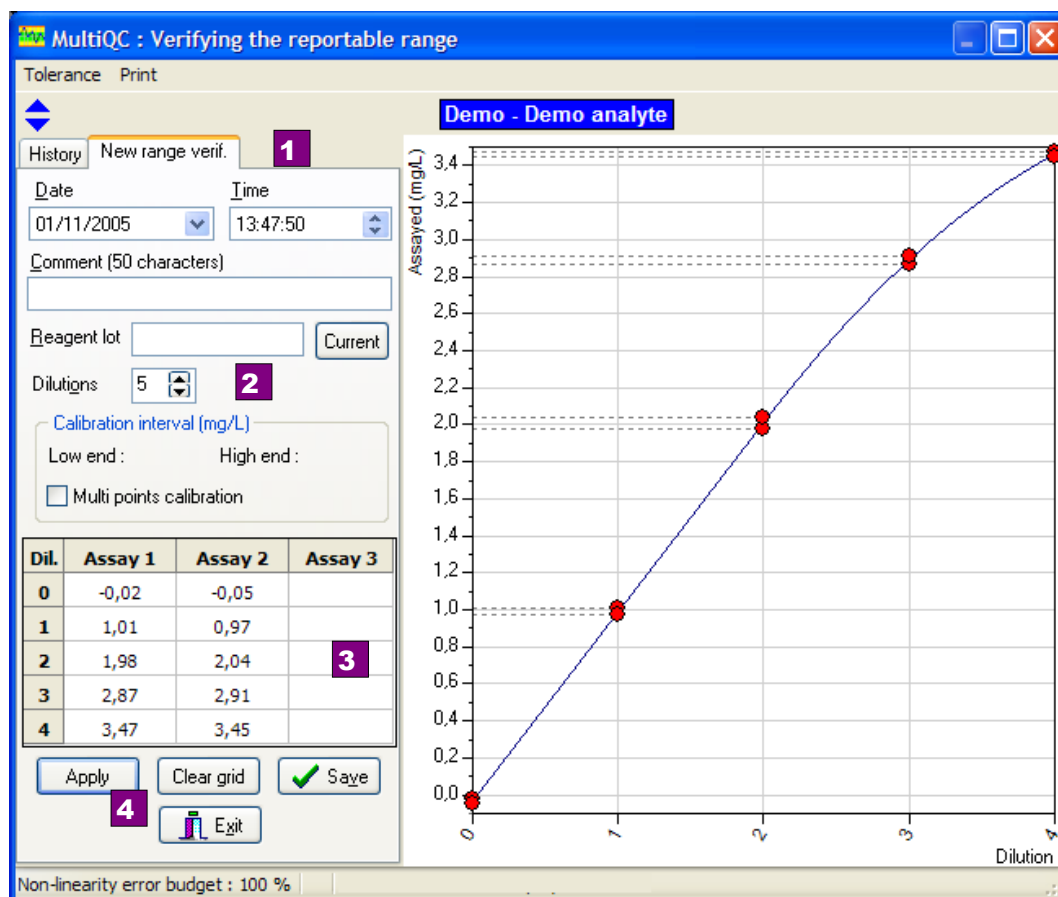 MultiQC : Verifying the reportable range
Tolerance Print
Demo - Demo analyte
History New range verif. 1
Date Time
01/11/2005 13:47:50
Comment (50 characters)
Reagent lot Current
Dilutions 5 2
Calibration interval (mg/L)
Low end : High end :
Multi points calibration
Dil. Assay 1 Assay 2 Assay 3
0 -0,02 -0,05
1 1,01 0,97
2 1,98 2,04 3
3 2,87 2,91
4 3,47 3,45
Apply Clear grid Save
4 Exit
Non-linearity error budget : 100 %
Assayed (mg/L)
3,4
3,2
3,0
2,8
2,6
2,4
2,2
2,0
1,8
1,6
1,4
1,2
1,0
0,8
0,6
0,4
0,2
0,0
0 1 2 3 4
Dilution